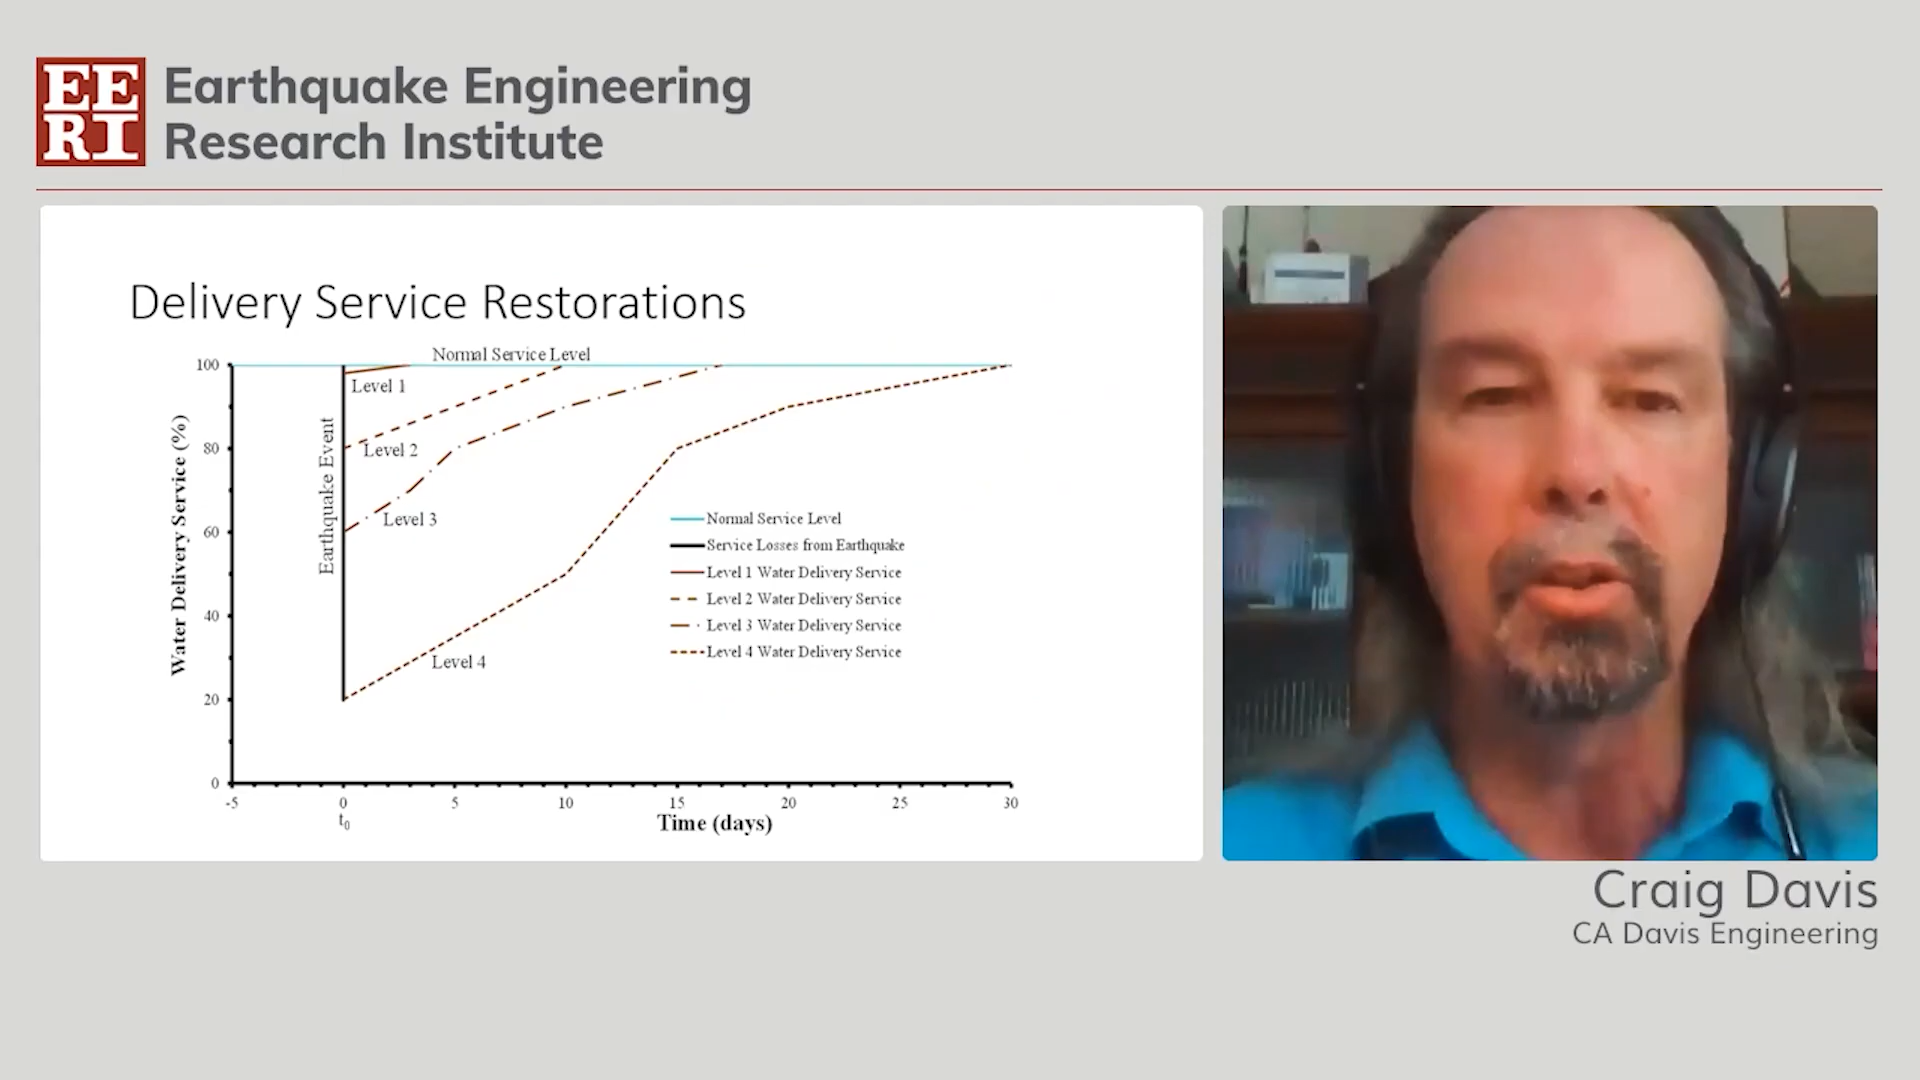 EE
RI
Earthquake Engineering
Research Institute
Delivery Service Restorations
Normal Service Level
Level 1
Level 2
Level 3
Level 4
Earthquake Event
Water Delivery Service (%)
100
80
60
40
20
0
Normal Service Level
Service Losses from Earthquake
Level 1 Water Delivery Service
Level 2 Water Delivery Service
Level 3 Water Delivery Service
Level 4 Water Delivery Service
-5 0 5 10 15 20 25 30
t0
Time (days)
Craig Davis
CA Davis Engineering